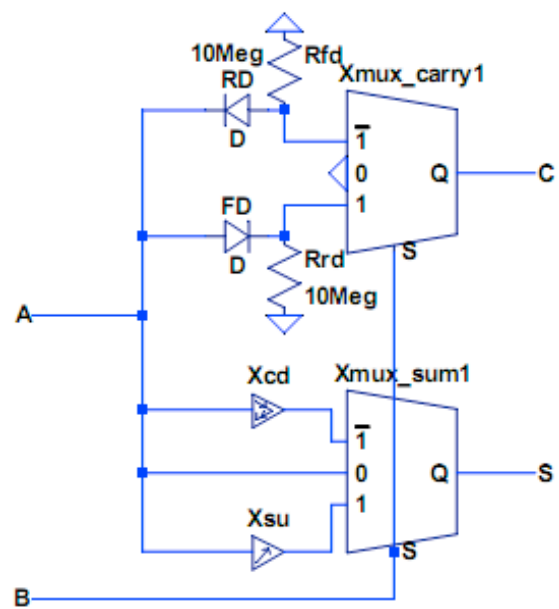 10Meg
Rfd
RD
D
Xmux_carry1
1̅
0
1
Q
S
C
FD
D
Rrd
10Meg
A
Xcd
Xmux_sum1
1̅
0
1
Q
S
S
Xsu
B